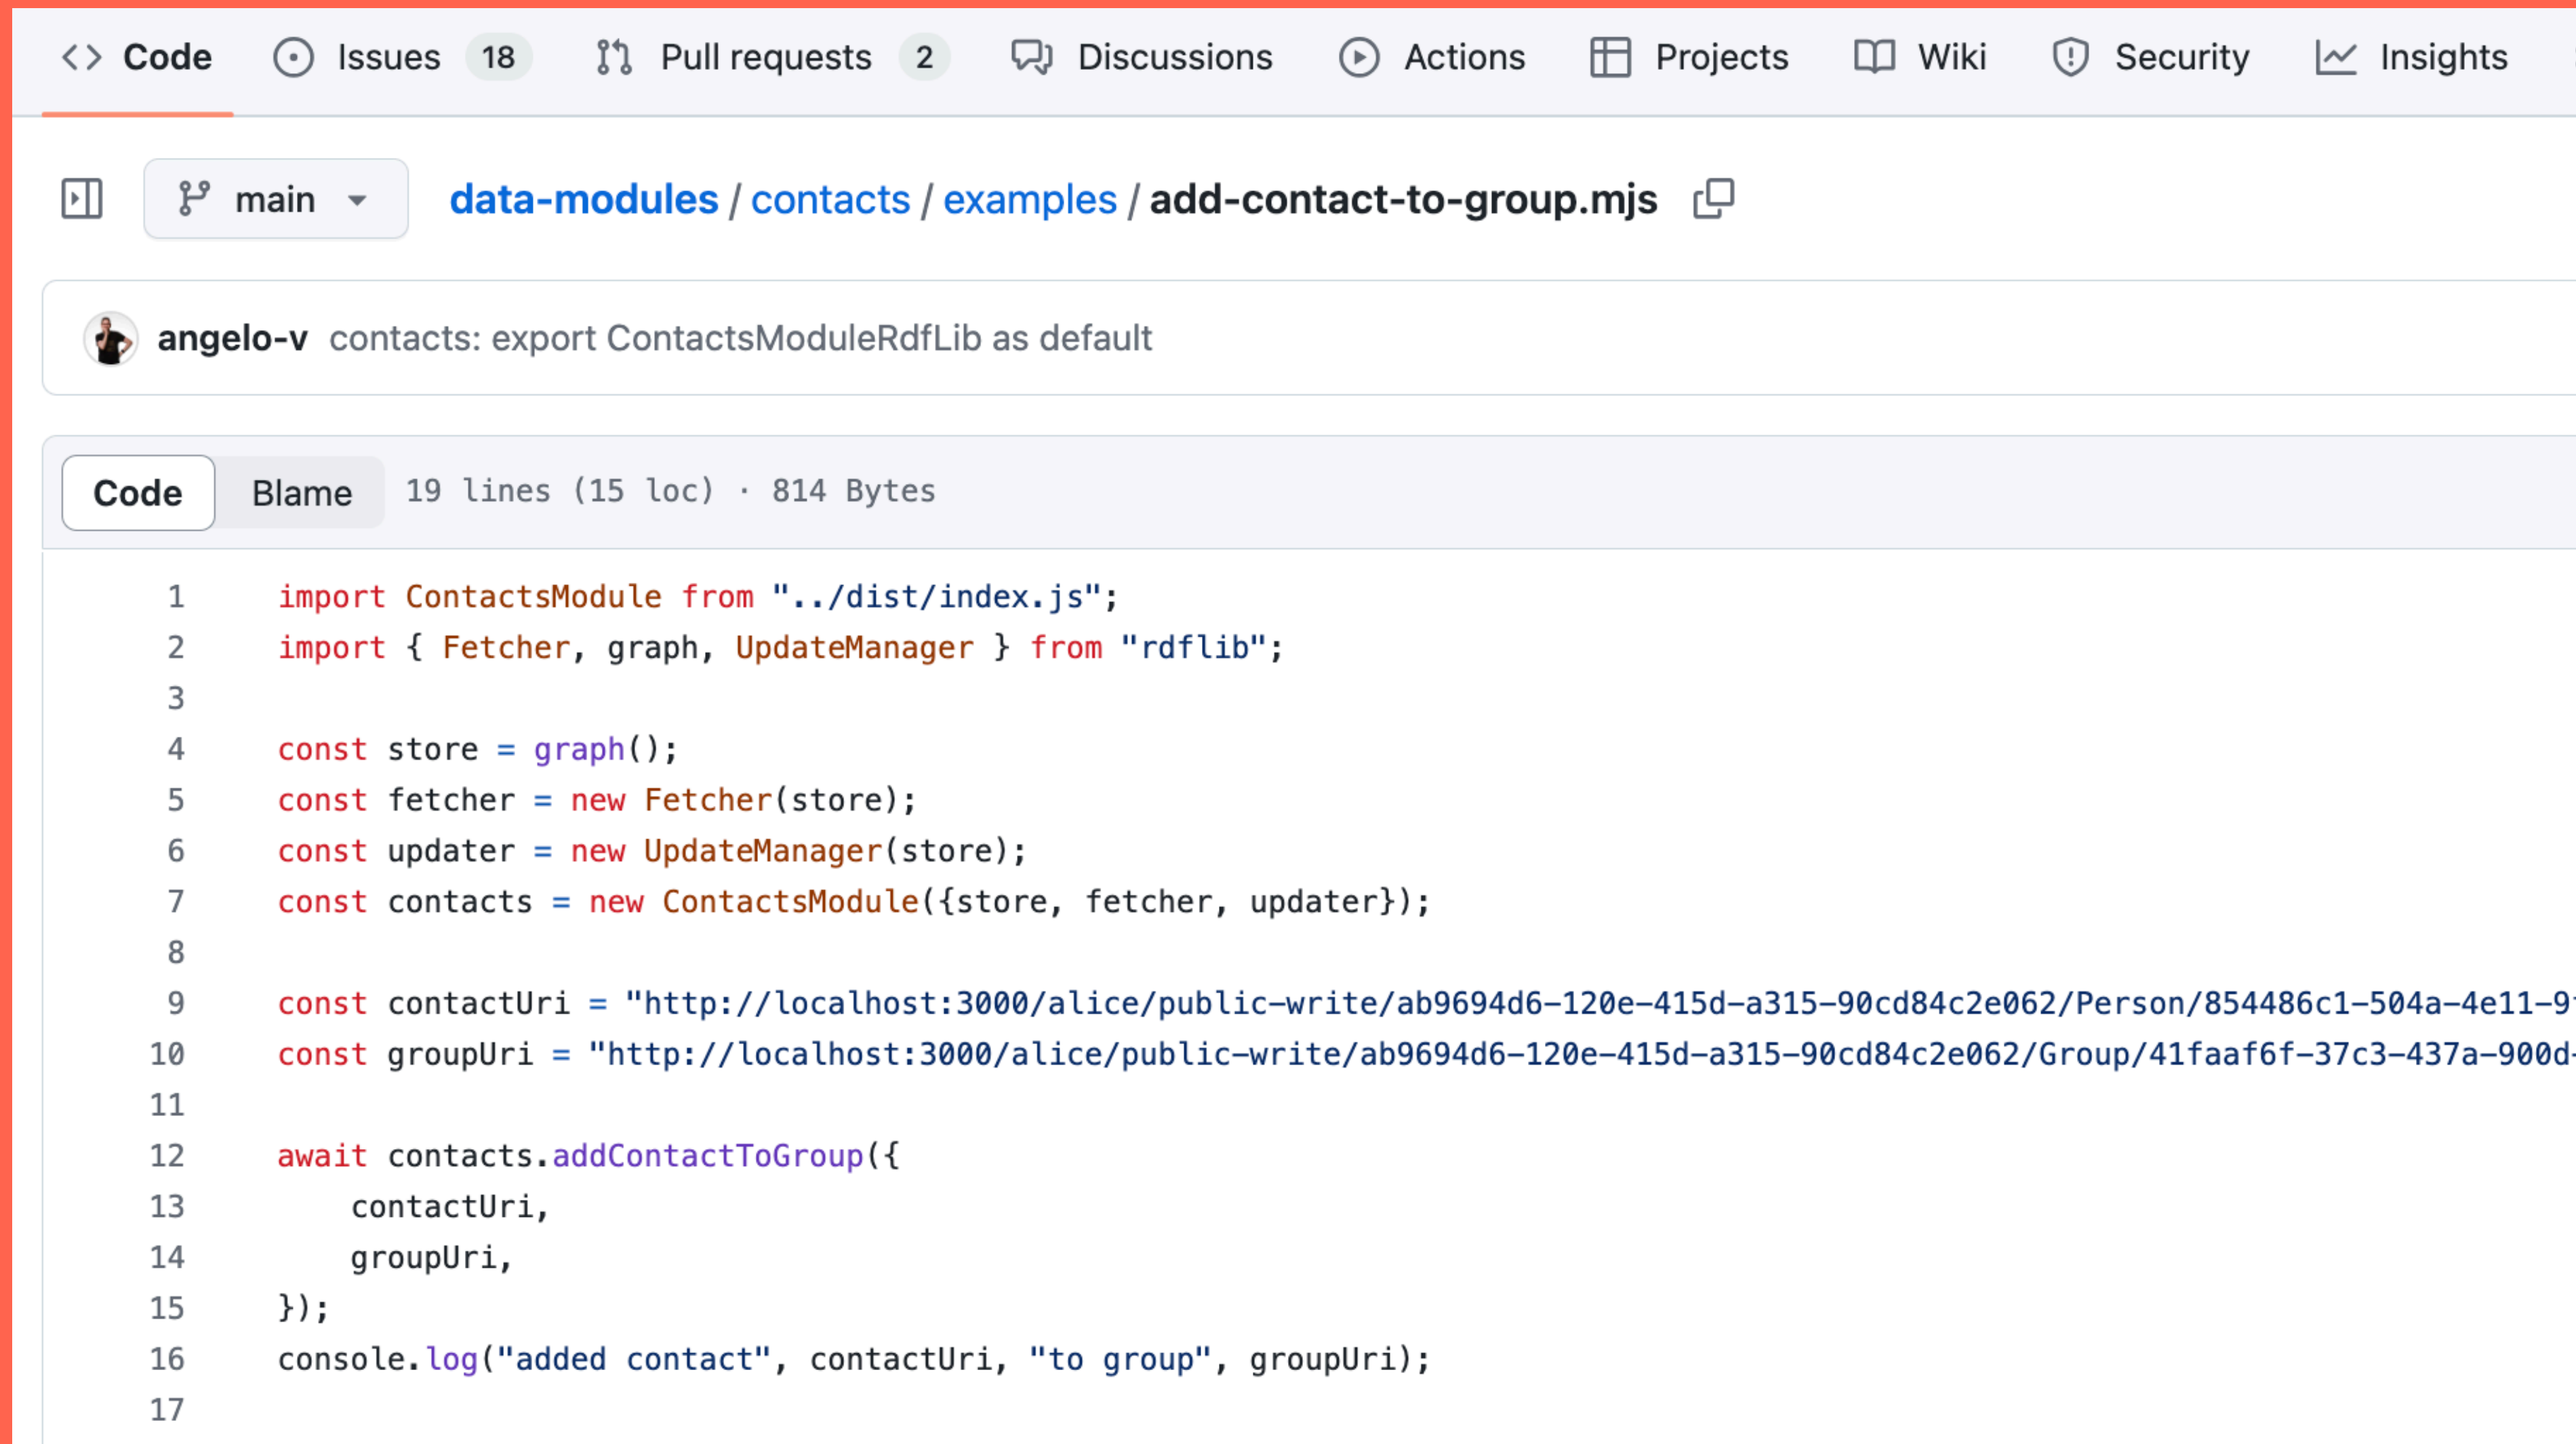 Code Issues 18 Pull requests 2 Discussions Actions Projects Wiki Security Insights
main data-modules / contacts / examples / add-contact-to-group.mjs
angelo-v contacts: export ContactsModuleRdfLib as default
Code Blame 19 lines (15 loc) · 814 Bytes
1 import ContactsModule from "../dist/index.js";
2 import { Fetcher, graph, UpdateManager } from "rdflib";
3
4 const store = graph();
5 const fetcher = new Fetcher(store);
6 const updater = new UpdateManager(store);
7 const contacts = new ContactsModule({store, fetcher, updater});
8
9 const contactUri = "http://localhost:3000/alice/public-write/ab9694d6-120e-415d-a315-90cd84c2e062/Person/854486c1-504a-4e11-9
10 const groupUri = "http://localhost:3000/alice/public-write/ab9694d6-120e-415d-a315-90cd84c2e062/Group/41faaf6f-37c3-437a-900d-
11
12 await contacts.addContactToGroup({
13 contactUri,
14 groupUri,
15 });
16 console.log("added contact", contactUri, "to group", groupUri);
17